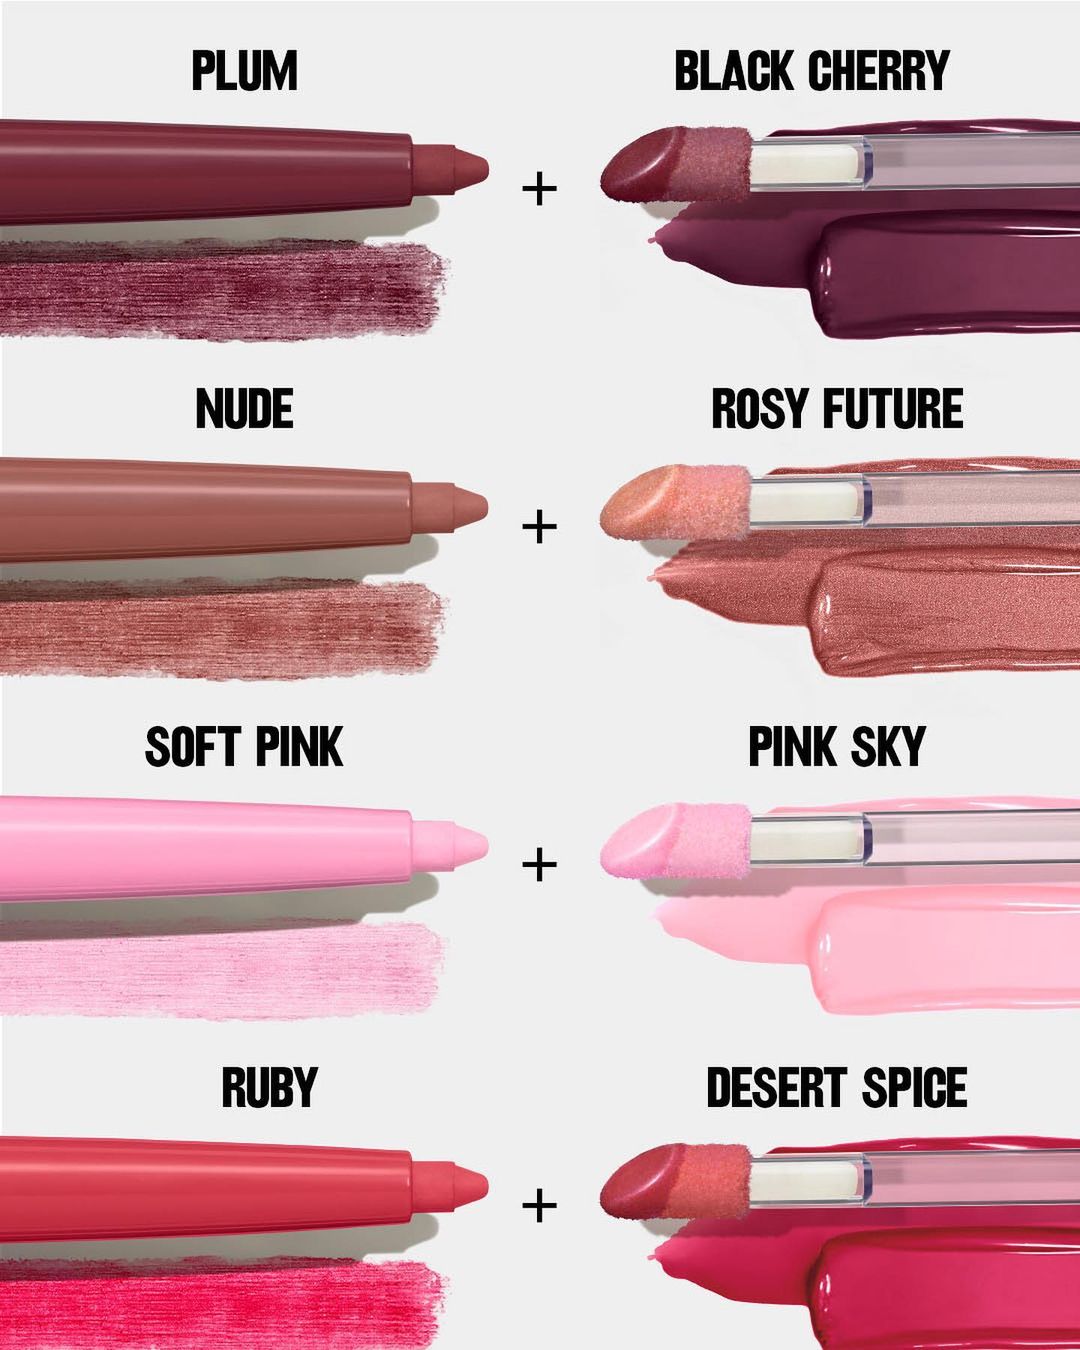 PLUM
BLACK CHERRY
+
NUDE
ROSY FUTURE
+
SOFT PINK
PINK SKY
+
RUBY
DESERT SPICE
+